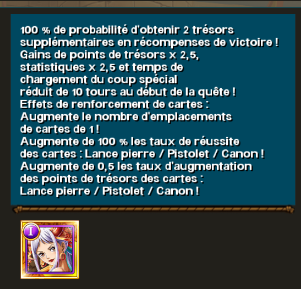 100 % de probabilité d'obtenir 2 trésors
supplémentaires en récompenses de victoire !
Gains de points de trésors x 2,5,
statistiques x 2,5 et temps de
chargement du coup spécial
réduit de 10 tours au début de la quête !
Effets de renforcement de cartes :
Augmente le nombre d'emplacements
de cartes de 1 !
Augmente de 100 % les taux de réussite
des cartes : Lance pierre / Pistolet / Canon !
Augmente de 0,5 les taux d'augmentation
des points de trésors des cartes :
Lance pierre / Pistolet / Canon !
1